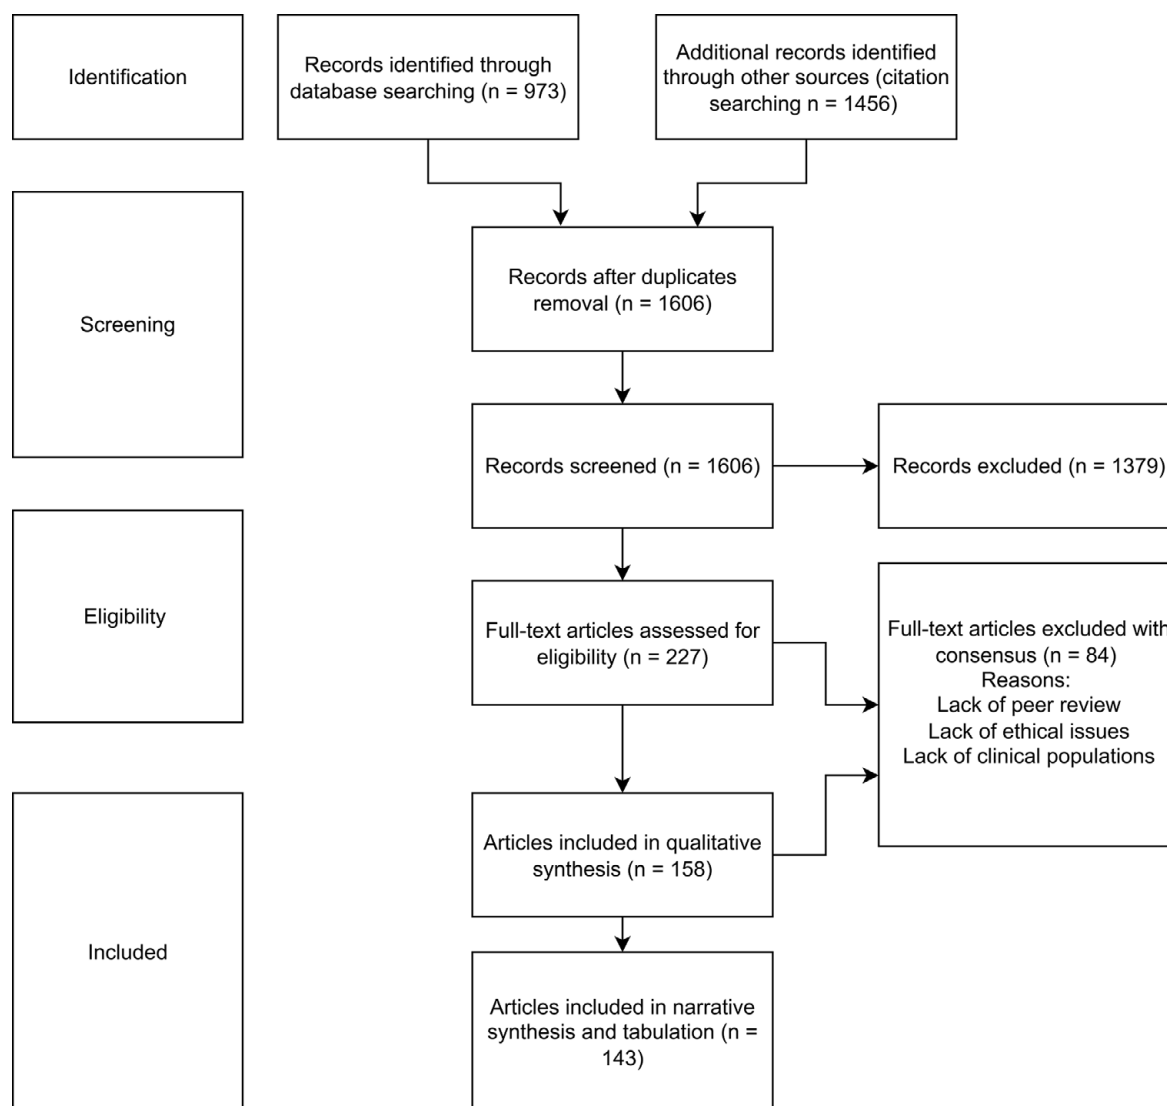 Identification
Records identified through
database searching (n = 973)
Additional records identified
through other sources (citation
searching n = 1456)
Screening
Records after duplicates
removal (n = 1606)
Records screened (n = 1606)
Records excluded (n = 1379)
Eligibility
Full-text articles assessed for
eligibility (n = 227)
Full-text articles excluded with
consensus (n = 84)
Reasons:
Lack of peer review
Lack of ethical issues
Lack of clinical populations
Included
Articles included in qualitative
synthesis (n = 158)
Articles included in narrative
synthesis and tabulation (n =
143)